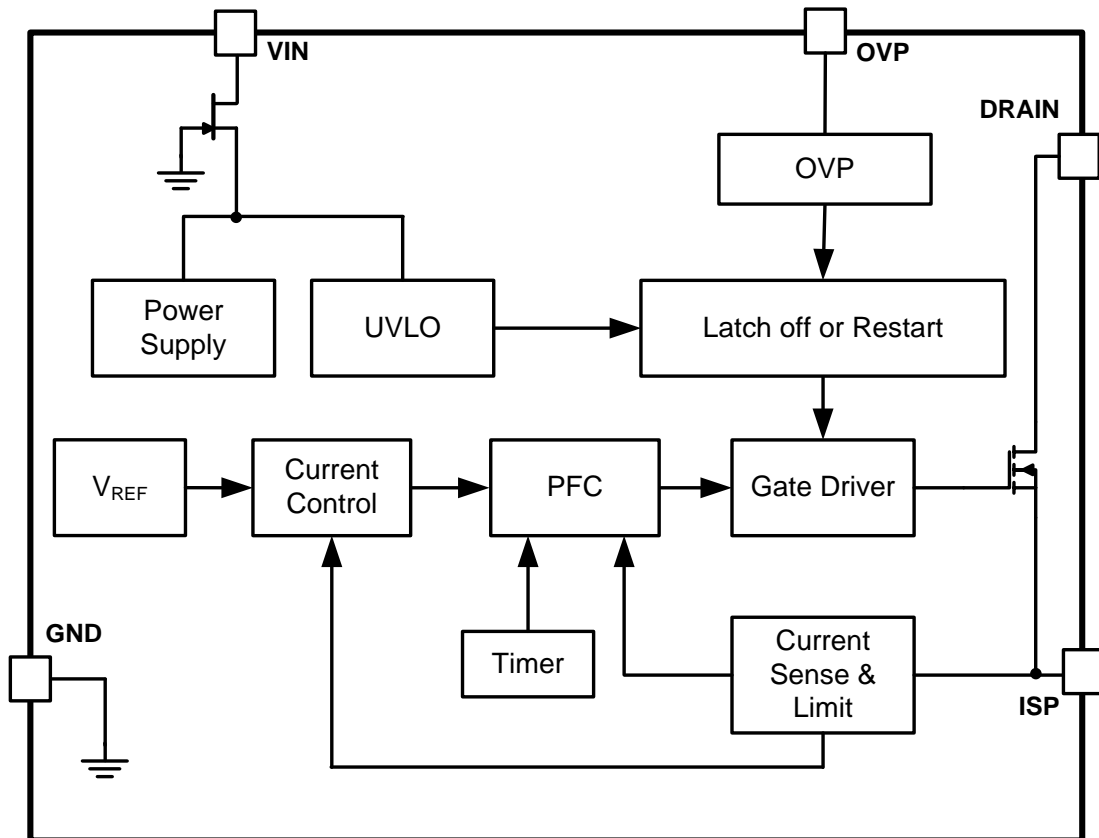 VIN
OVP
DRAIN
OVP
Power
Supply
UVLO
Latch off or Restart
VREF
Current
Control
PFC
Gate Driver
GND
Timer
Current
Sense &
Limit
ISP